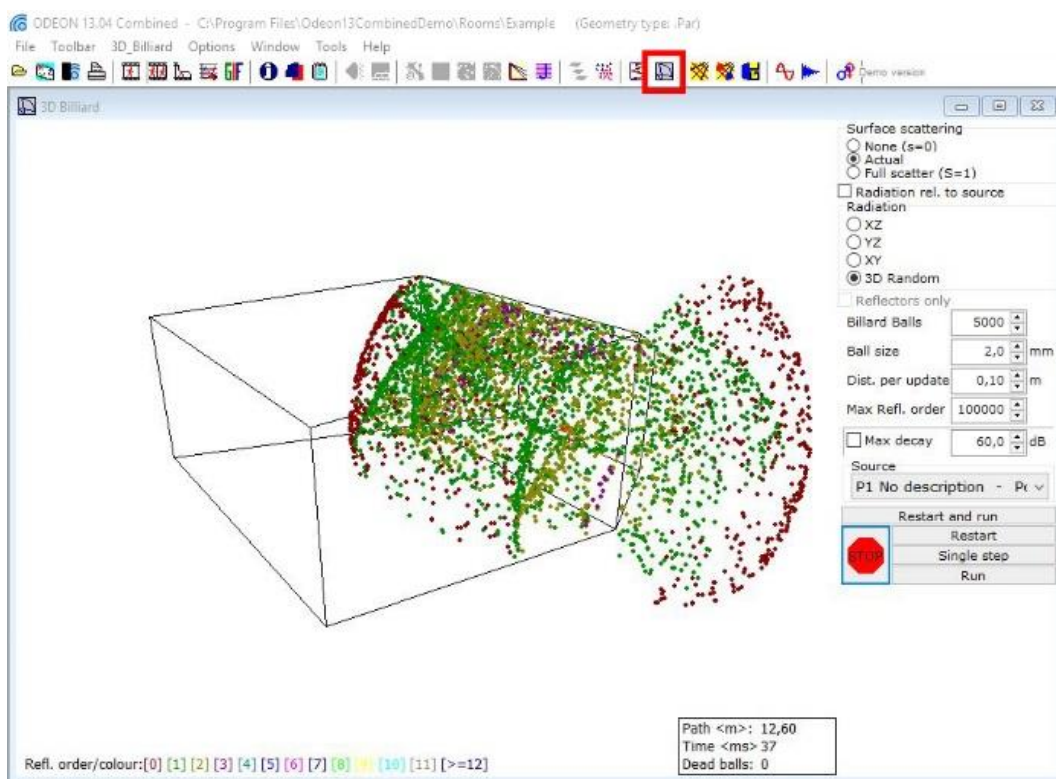 ODEON 13.04 Combined - C:\Program Files\Odeon13CombinedDemo\Rooms\Example (Geometry type: .Par)
File Toolbar 3D_Billiard Options Window Tools Help
GIF Demo version
3D Billiard
Surface scattering
None (s=0)
Actual
Full scatter (S=1)
Radiation rel. to source
Radiation
XZ
YZ
XY
3D Random
Reflectors only
Billard Balls 5000
Ball size 2,0 mm
Dist. per update 0,10 m
Max Refl. order 100000
Max decay 60,0 dB
Source
P1 No description - Pc
Restart and run
STOP
Restart
Single step
Run
Path <m>: 12,60
Time <ms> 37
Dead balls: 0
Refl. order/colour:[0] [1] [2] [3] [4] [5] [6] [7] [8] [9] [10] [11] [>=12]